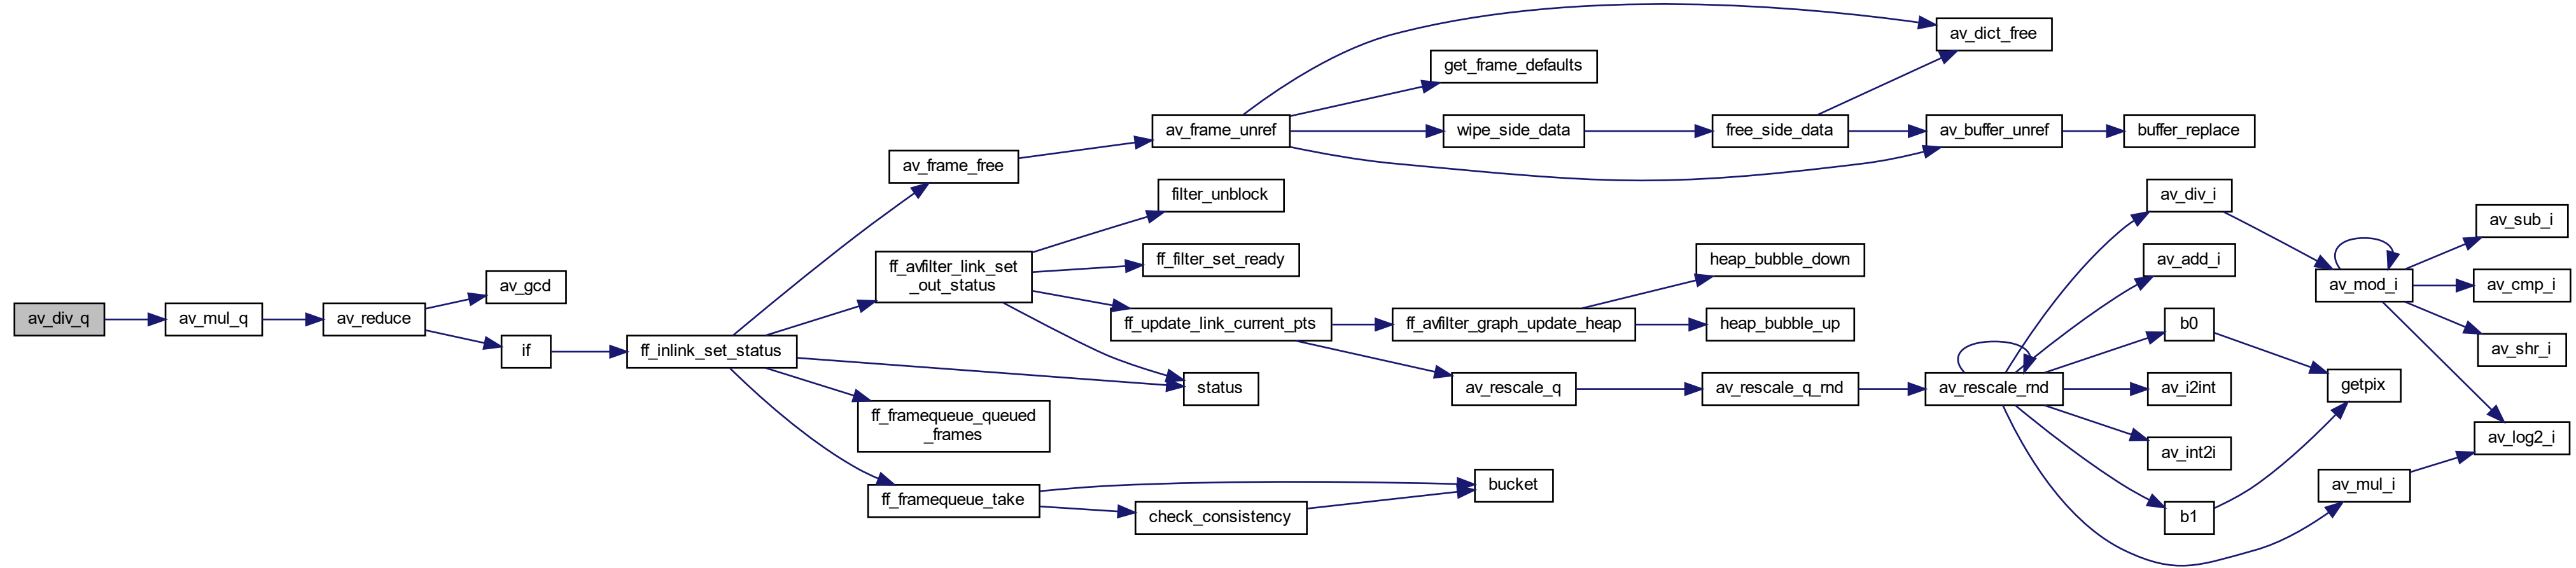 av_div_q
av_mul_q
av_reduce
av_gcd
if
ff_inlink_set_status
av_frame_free
ff_avfilter_link_set
_out_status
ff_framequeue_queued
_frames
ff_framequeue_take
av_frame_unref
filter_unblock
ff_filter_set_ready
ff_update_link_current_pts
status
check_consistency
bucket
get_frame_defaults
wipe_side_data
ff_avfilter_graph_update_heap
av_rescale_q
free_side_data
heap_bubble_down
heap_bubble_up
av_rescale_q_rnd
av_dict_free
av_buffer_unref
av_rescale_rnd
buffer_replace
av_div_i
av_add_i
b0
av_i2int
av_int2i
b1
av_mod_i
getpix
av_mul_i
av_sub_i
av_cmp_i
av_shr_i
av_log2_i